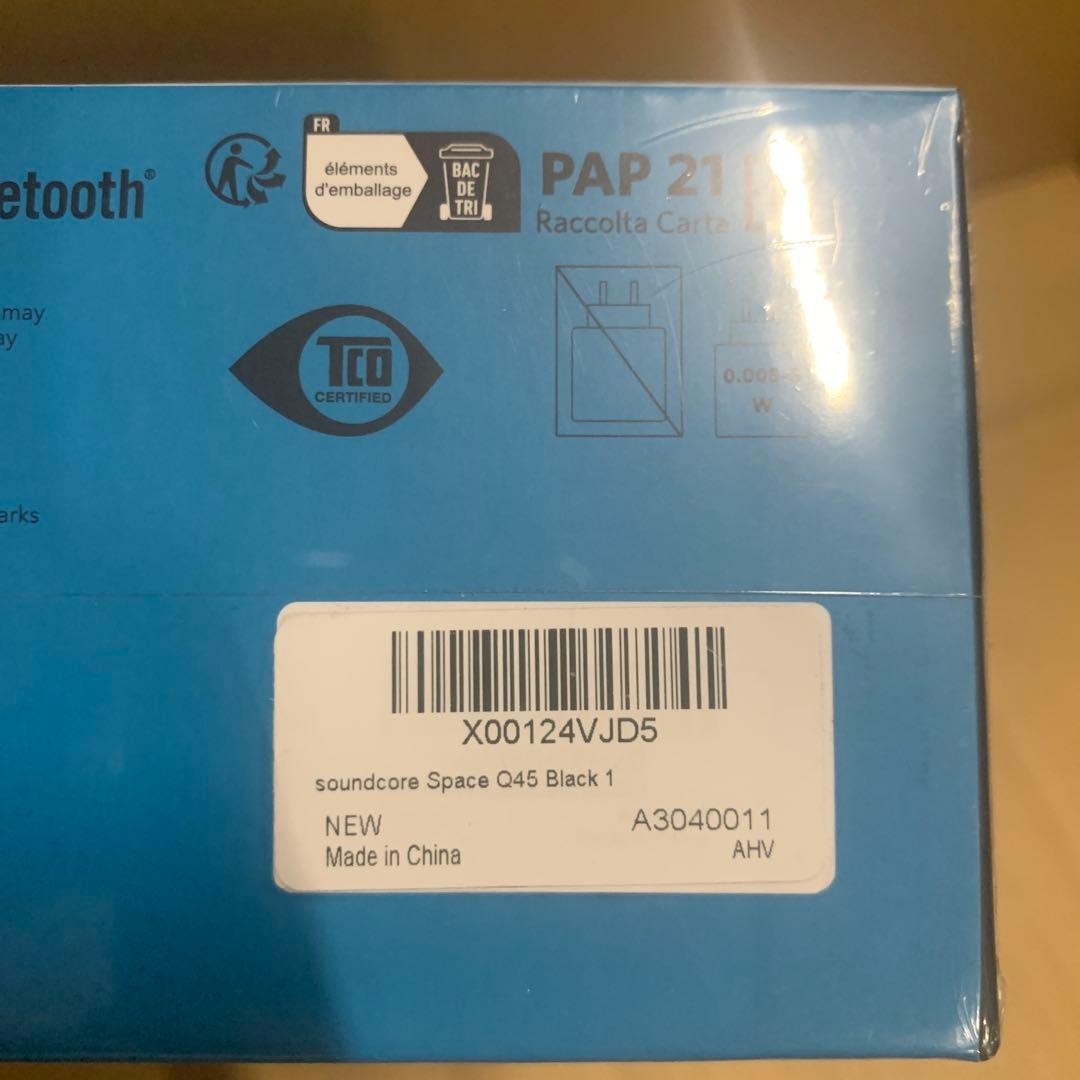 etooth®
FR
éléments
d'emballage
BAC
DE
TRI
PAP 21
Raccolta Carta
may
ay
TCO
CERTIFIED
W
arks
X00124VJD5
soundcore Space Q45 Black 1
NEW
A3040011
Made in China
AHV